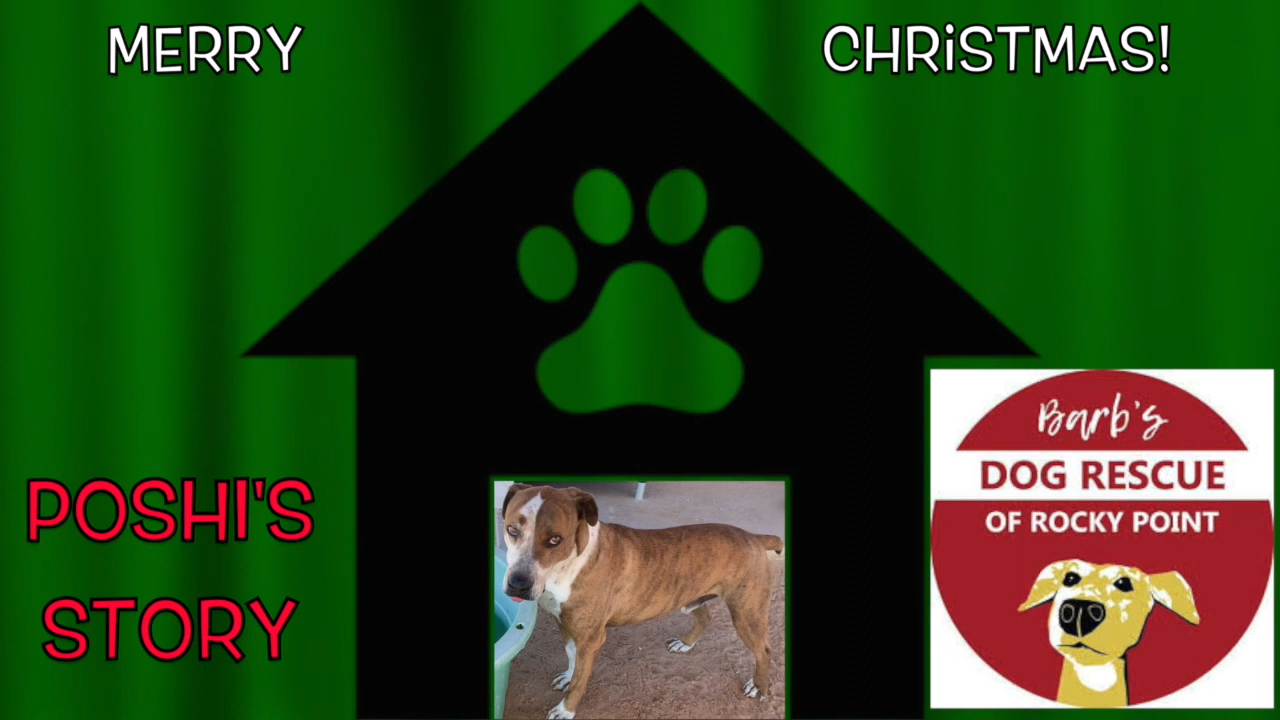 MERRY CHRiSTMAS!
POSHI'S
STORY
Barb's
DOG RESCUE
OF ROCKY POINT